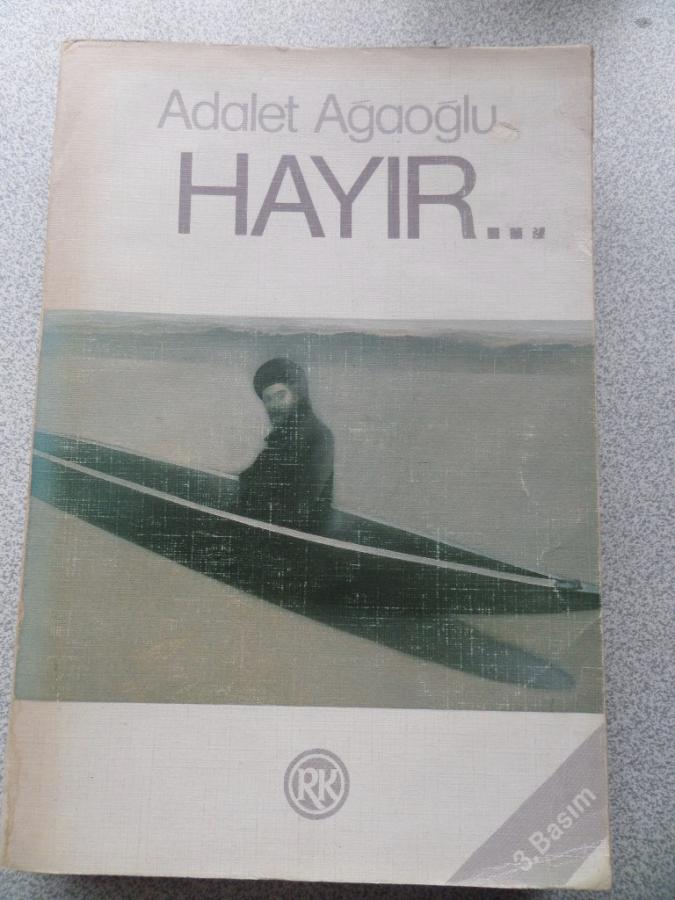 Adalet Ağaoğlu
HAYIR...
RK
3. Basım